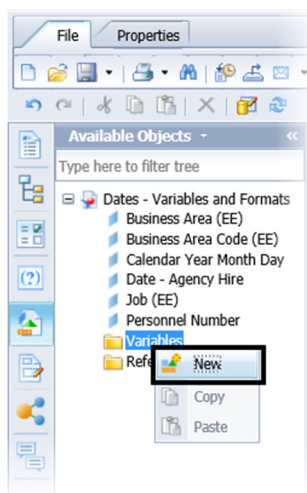 File Properties
Available Objects
Type here to filter tree
Dates - Variables and Formats
Business Area (EE)
Business Area Code (EE)
Calendar Year Month Day
Date - Agency Hire
Job (EE)
Personnel Number
Variables
Refe
New
Copy
Paste